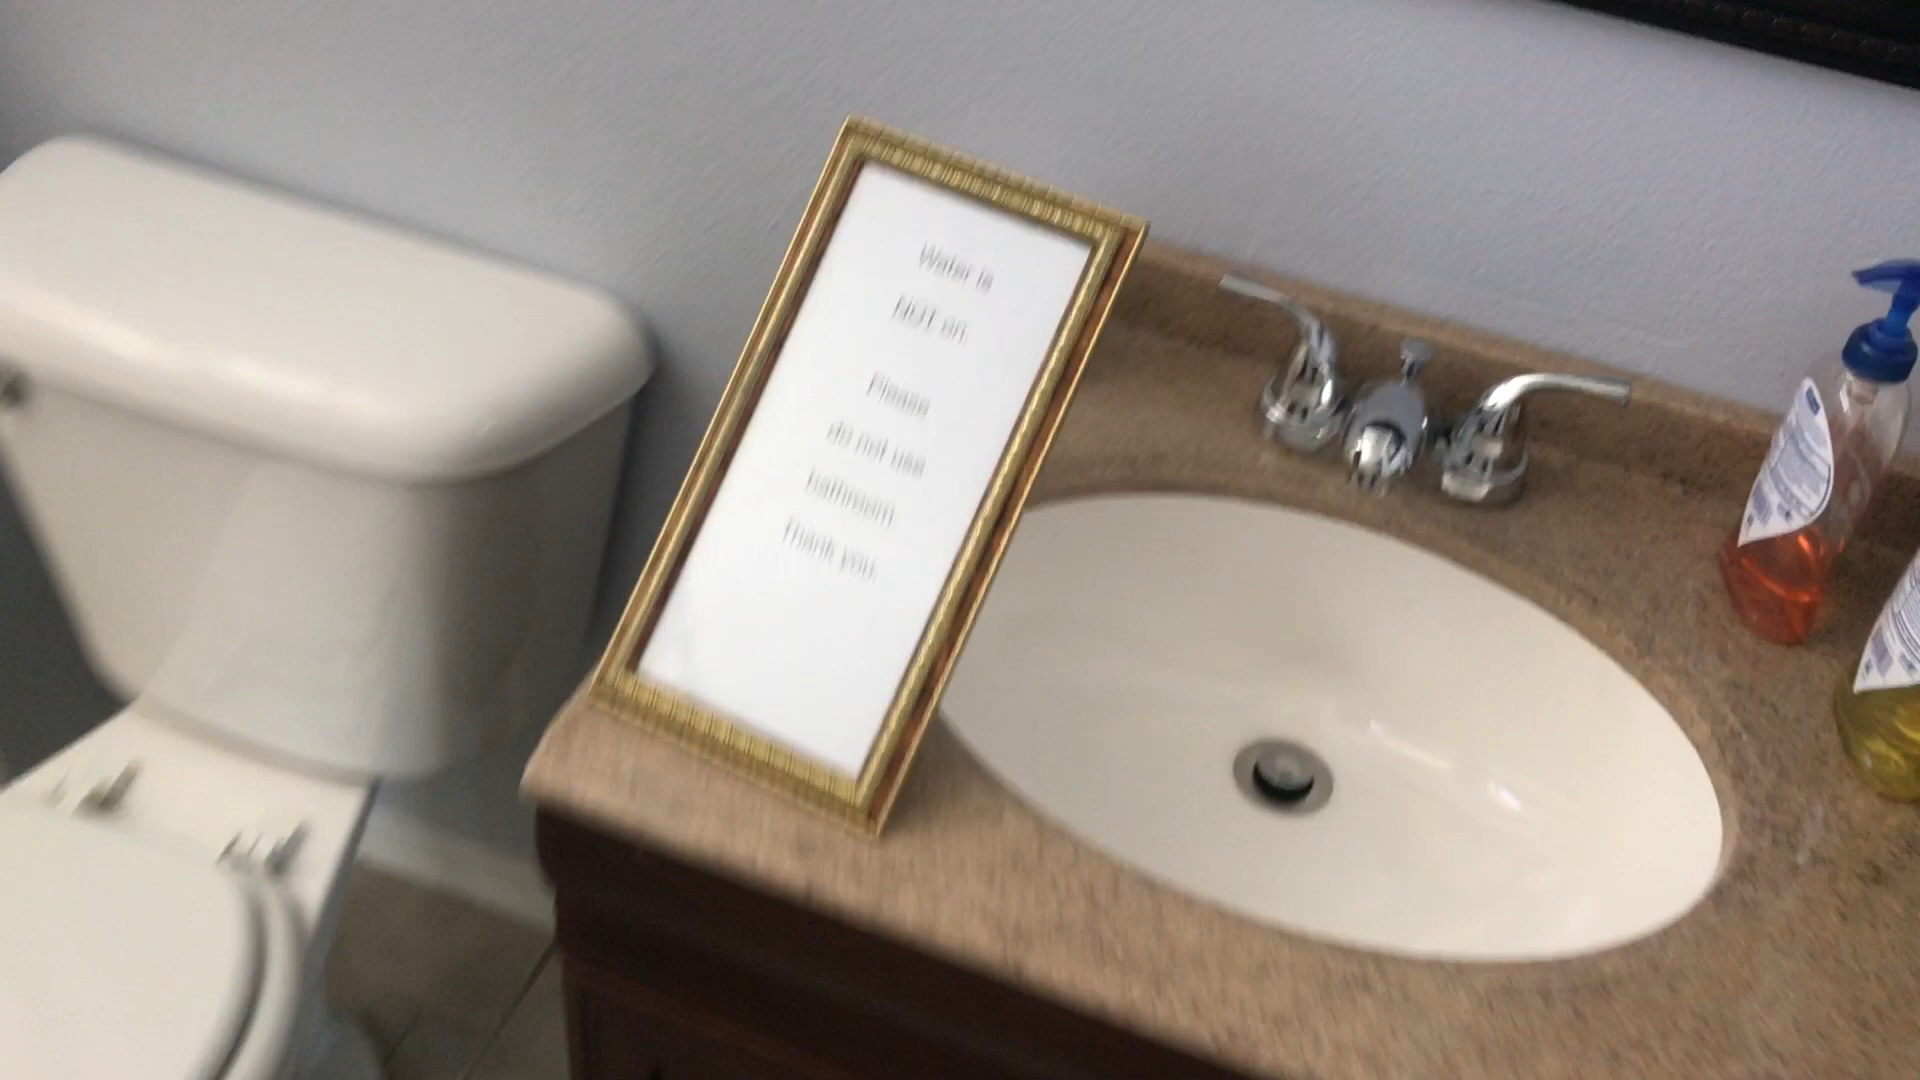 Water is
NOT on.
Please
do not use
bathroom.
Thank you.